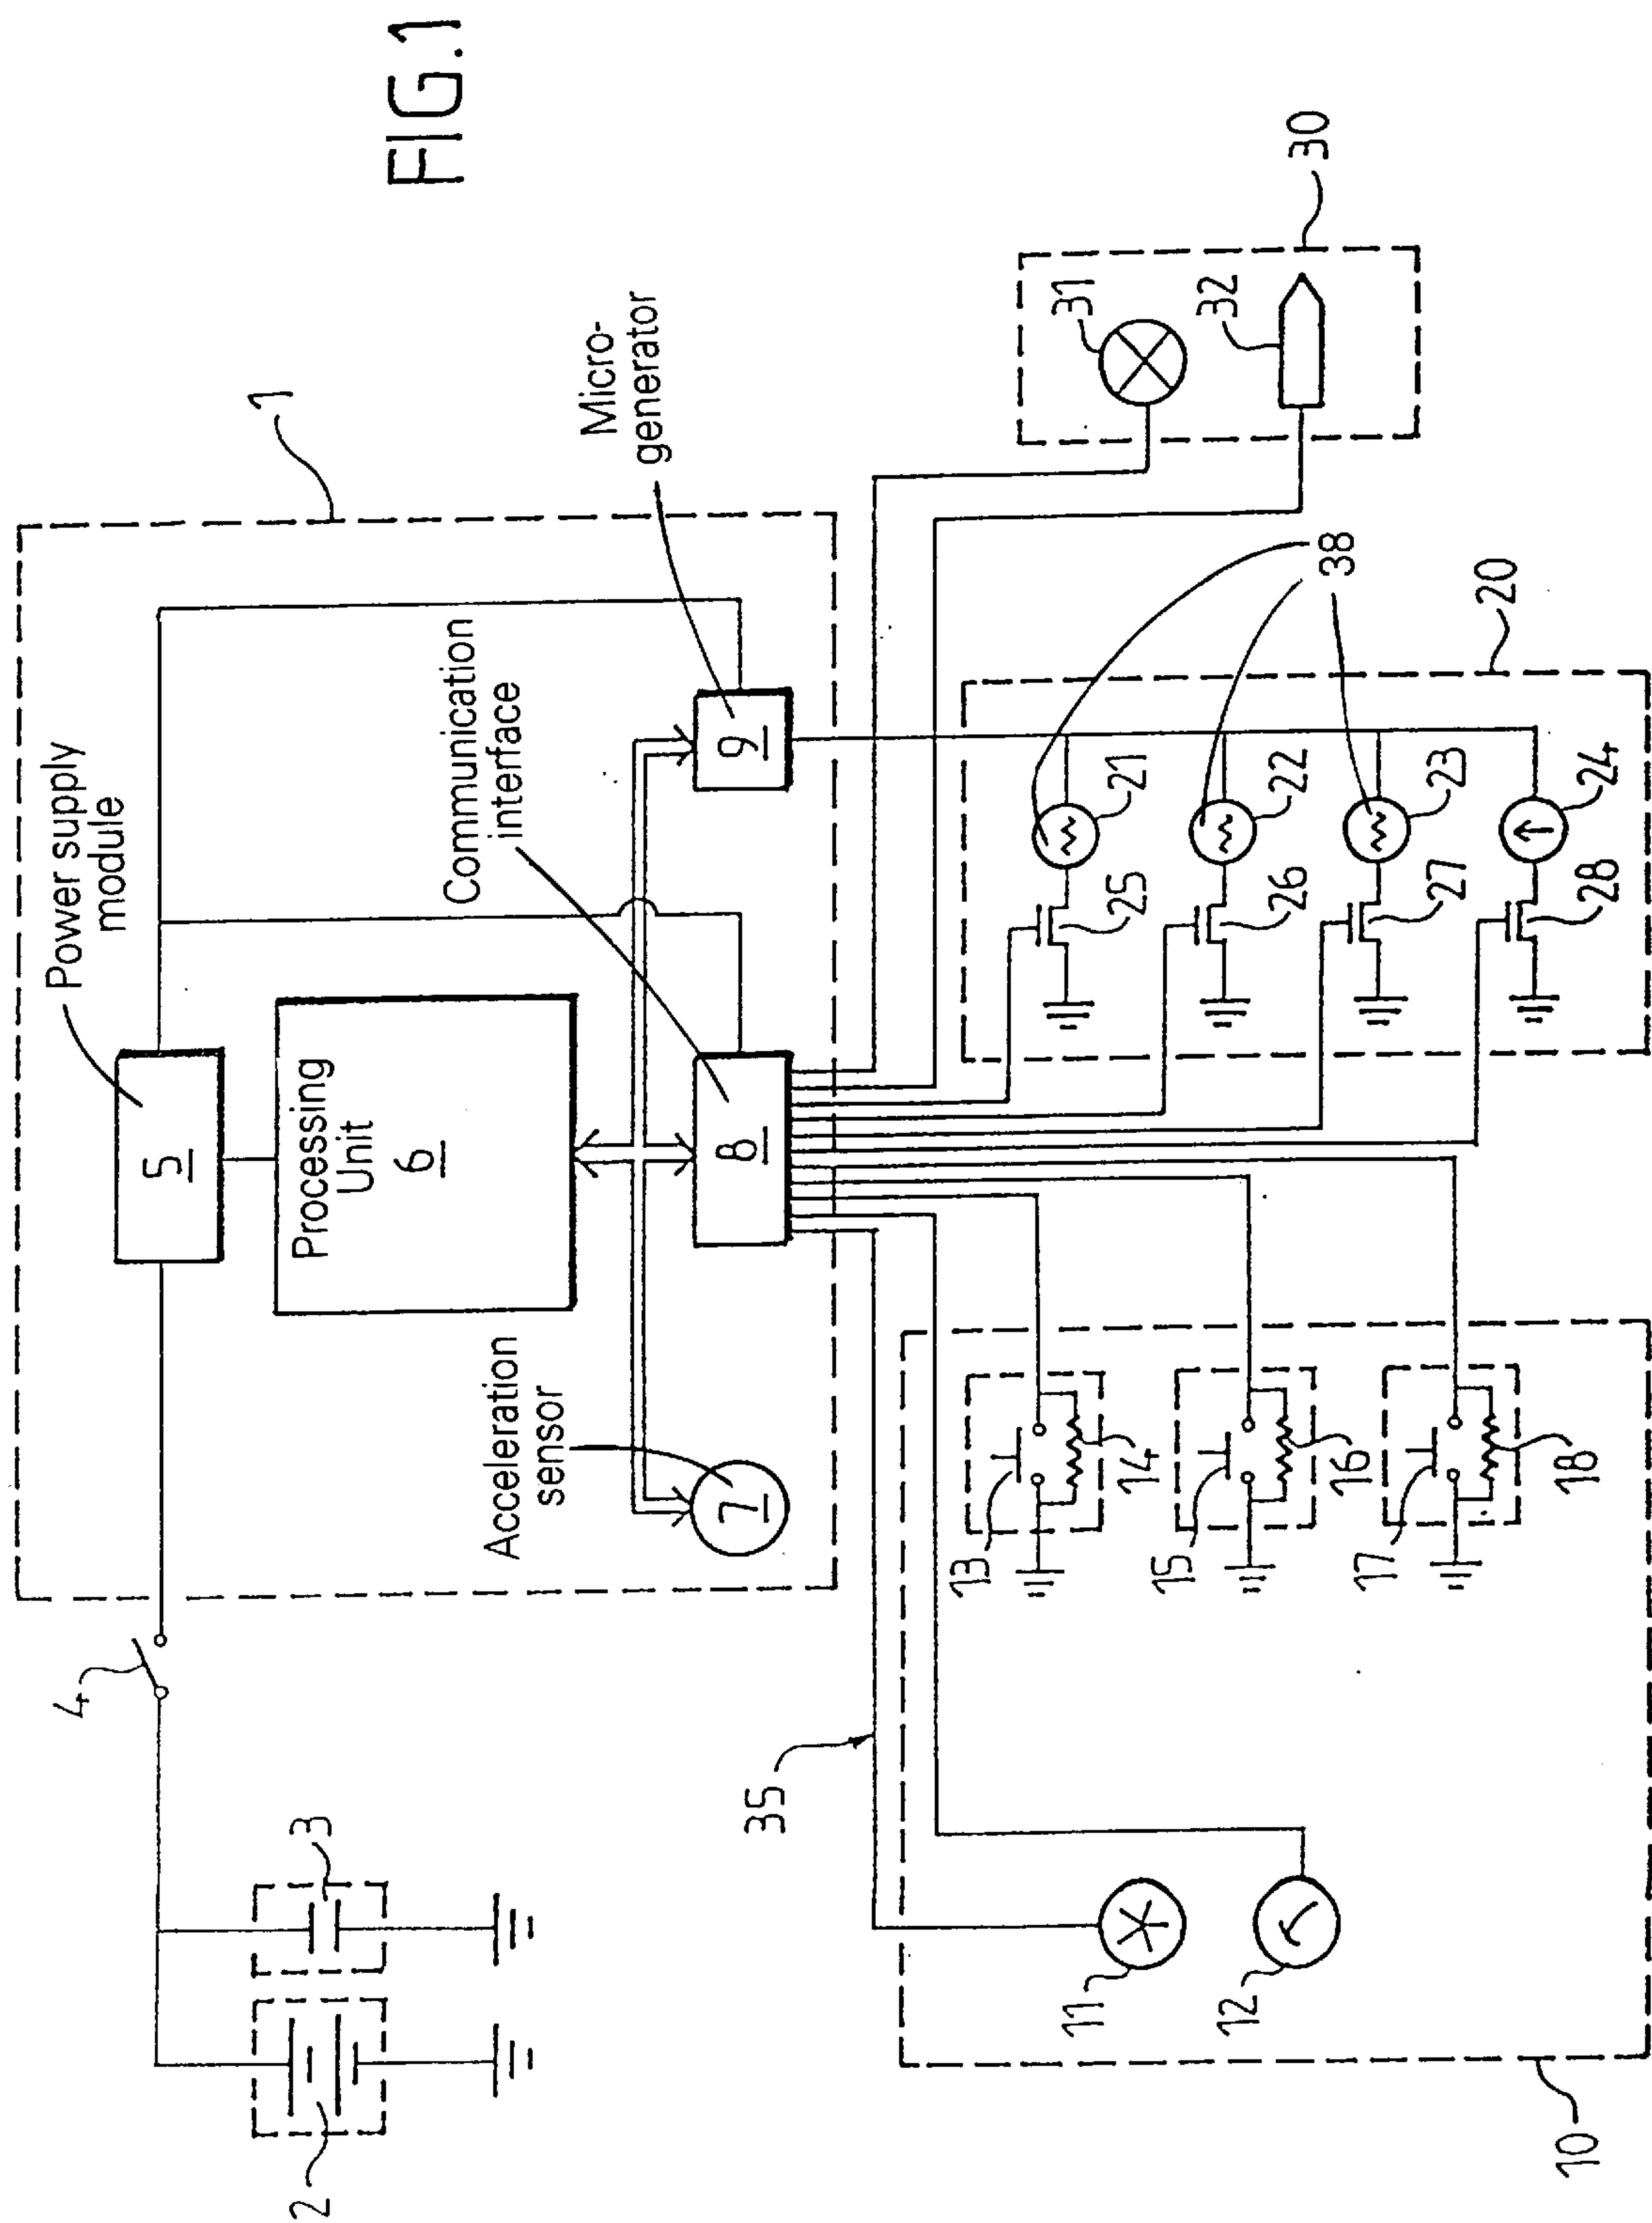 FIG.1
1
Power supply
module
5
Processing
Unit
6
Communication
interface
8
Micro-
generator
9
Acceleration
sensor
7
4
3
2
35
30
31
32
38
20
21
22
23
24
25
26
27
28
13
14
15
16
17
18
11
12
10